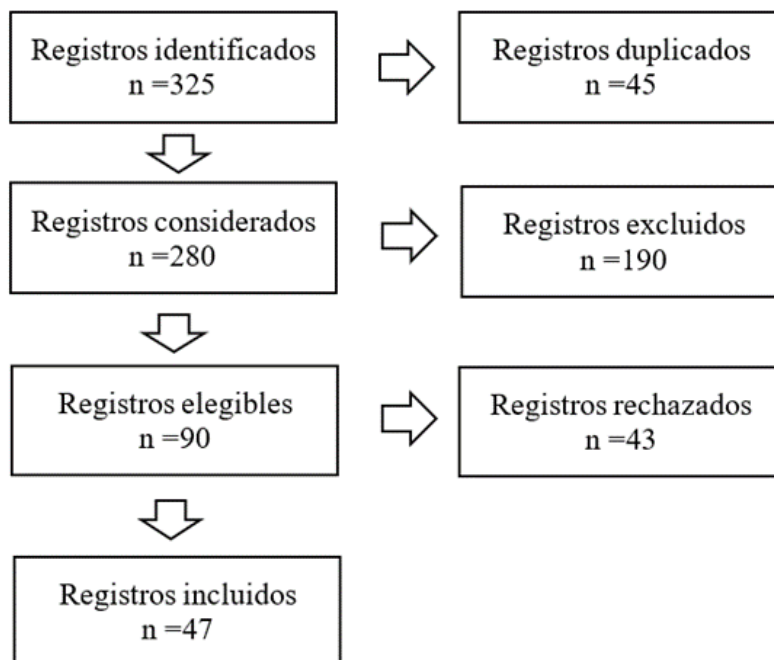 Registros identificados
n =325
Registros duplicados
n =45
Registros considerados
n =280
Registros excluidos
n =190
Registros elegibles
n =90
Registros rechazados
n =43
Registros incluidos
n =47